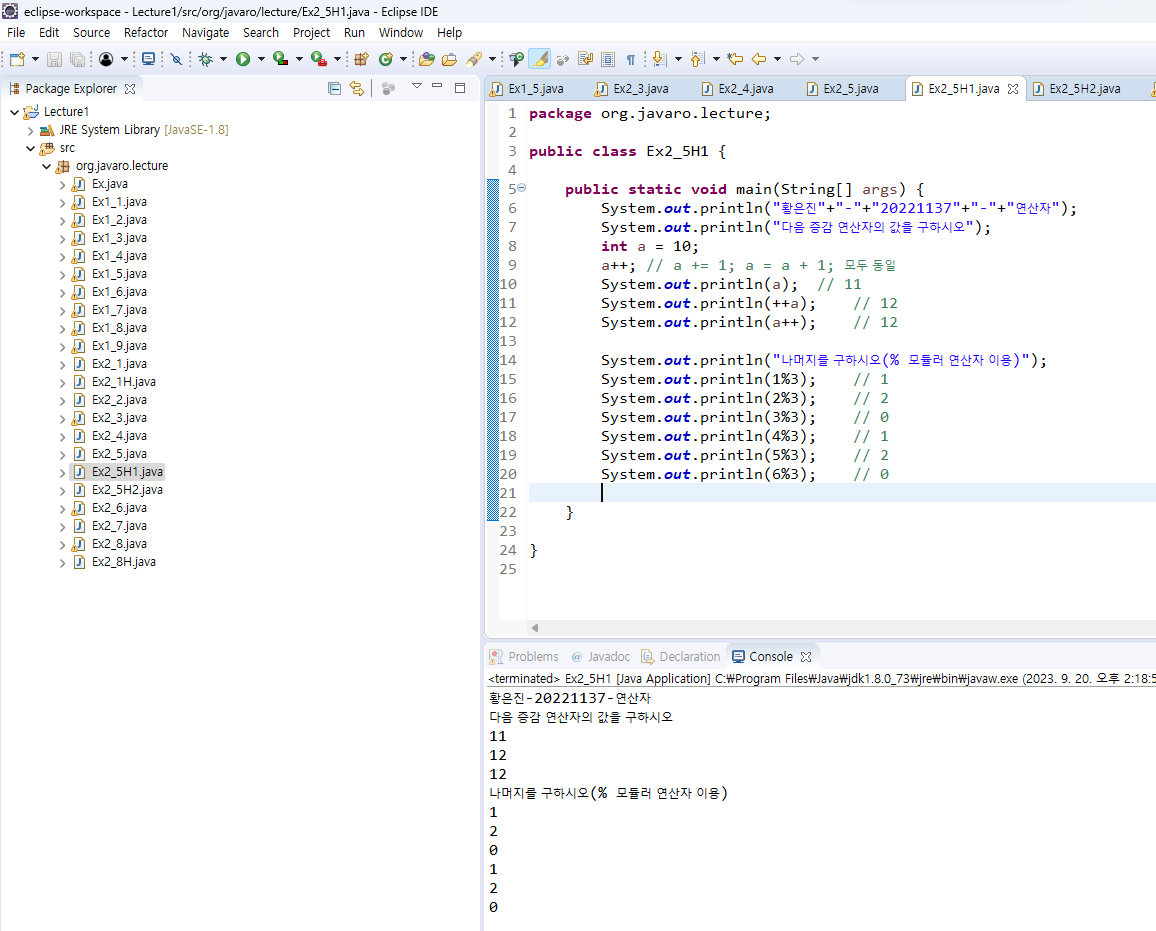 eclipse-workspace - Lecture1/src/org/javaro/lecture/Ex2_5H1.java - Eclipse IDE
File Edit Source Refactor Navigate Search Project Run Window Help
Package Explorer
Lecture1
JRE System Library [JavaSE-1.8]
src
org.javaro.lecture
Ex.java
Ex1_1.java
Ex1_2.java
Ex1_3.java
Ex1_4.java
Ex1_5.java
Ex1_6.java
Ex1_7.java
Ex1_8.java
Ex1_9.java
Ex2_1.java
Ex2_1H.java
Ex2_2.java
Ex2_3.java
Ex2_4.java
Ex2_5.java
Ex2_5H1.java
Ex2_5H2.java
Ex2_6.java
Ex2_7.java
Ex2_8.java
Ex2_8H.java
Ex1_5.java Ex2_3.java Ex2_4.java Ex2_5.java Ex2_5H1.java Ex2_5H2.java
1 package org.javaro.lecture;
2
3 public class Ex2_5H1 {
4
5 public static void main(String[] args) {
6 System.out.println("황은진"+"-"+"20221137"+"-"+"연산자");
7 System.out.println("다음 증감 연산자의 값을 구하시오");
8 int a = 10;
9 a++; // a += 1; a = a + 1; 모두 동일
10 System.out.println(a); // 11
11 System.out.println(++a); // 12
12 System.out.println(a++); // 12
13
14 System.out.println("나머지를 구하시오(% 모듈러 연산자 이용)");
15 System.out.println(1%3); // 1
16 System.out.println(2%3); // 2
17 System.out.println(3%3); // 0
18 System.out.println(4%3); // 1
19 System.out.println(5%3); // 2
20 System.out.println(6%3); // 0
21
22 }
23
24 }
25
Problems @ Javadoc Declaration Console
<terminated> Ex2_5H1 [Java Application] C:₩Program Files₩Java₩jdk1.8.0_73₩jre₩bin₩javaw.exe (2023. 9. 20. 오후 2:18:5
황은진-20221137-연산자
다음 증감 연산자의 값을 구하시오
11
12
12
나머지를 구하시오(% 모듈러 연산자 이용)
1
2
0
1
2
0